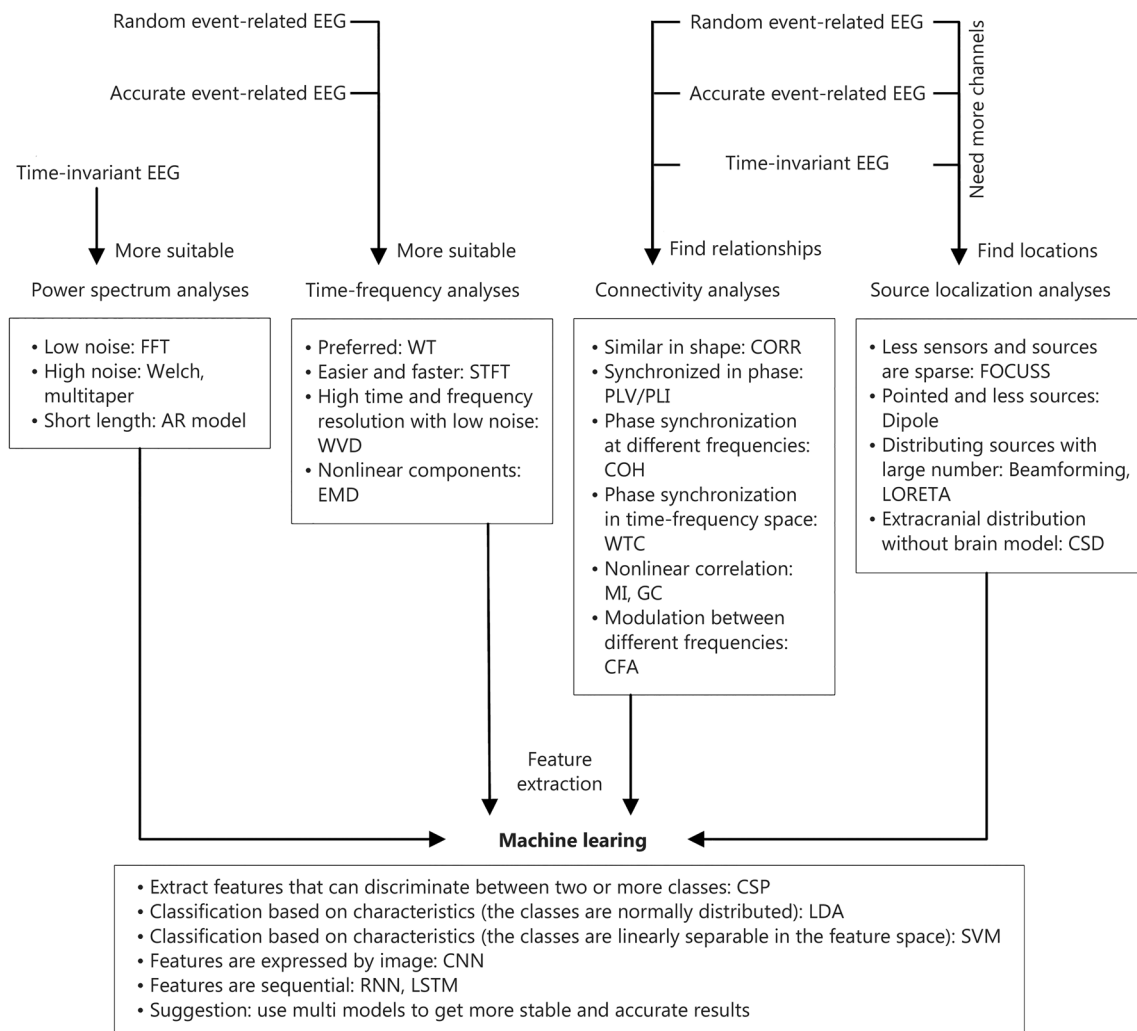 Random event-related EEG
Accurate event-related EEG
Time-invariant EEG
Random event-related EEG
Accurate event-related EEG
Time-invariant EEG
Need more channels
More suitable
More suitable
Find relationships
Find locations
Power spectrum analyses
• Low noise: FFT
• High noise: Welch,
multitaper
• Short length: AR model
Time-frequency analyses
• Preferred: WT
• Easier and faster: STFT
• High time and frequency
resolution with low noise:
WVD
• Nonlinear components:
EMD
Connectivity analyses
• Similar in shape: CORR
• Synchronized in phase:
PLV/PLI
• Phase synchronization
at different frequencies:
COH
• Phase synchronization
in time-frequency space:
WTC
• Nonlinear correlation:
MI, GC
• Modulation between
different frequencies:
CFA
Source localization analyses
• Less sensors and sources
are sparse: FOCUSS
• Pointed and less sources:
Dipole
• Distributing sources with
large number: Beamforming,
LORETA
• Extracranial distribution
without brain model: CSD
Feature
extraction
Machine learing
• Extract features that can discriminate between two or more classes: CSP
• Classification based on characteristics (the classes are normally distributed): LDA
• Classification based on characteristics (the classes are linearly separable in the feature space): SVM
• Features are expressed by image: CNN
• Features are sequential: RNN, LSTM
• Suggestion: use multi models to get more stable and accurate results